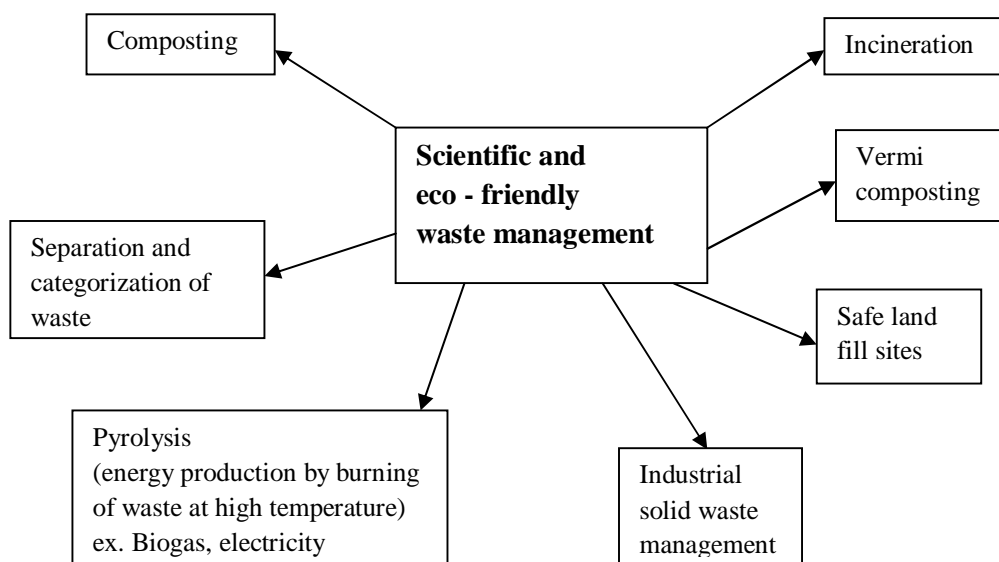 Composting
Incineration
Scientific and
eco - friendly
waste management
Vermi
composting
Separation and
categorization of
waste
Safe land
fill sites
Pyrolysis
(energy production by burning
of waste at high temperature)
ex. Biogas, electricity
Industrial
solid waste
management